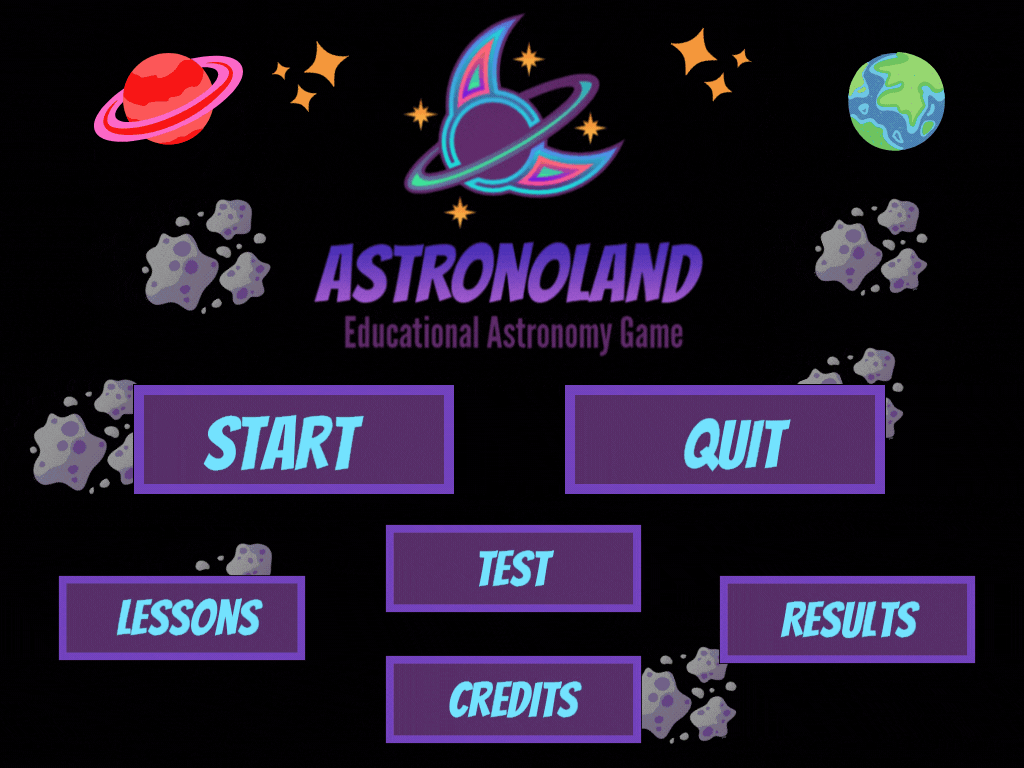 ASTRONOLAND
Educational Astronomy Game
START
QUIT
TEST
LESSONS
RESULTS
CREDITS